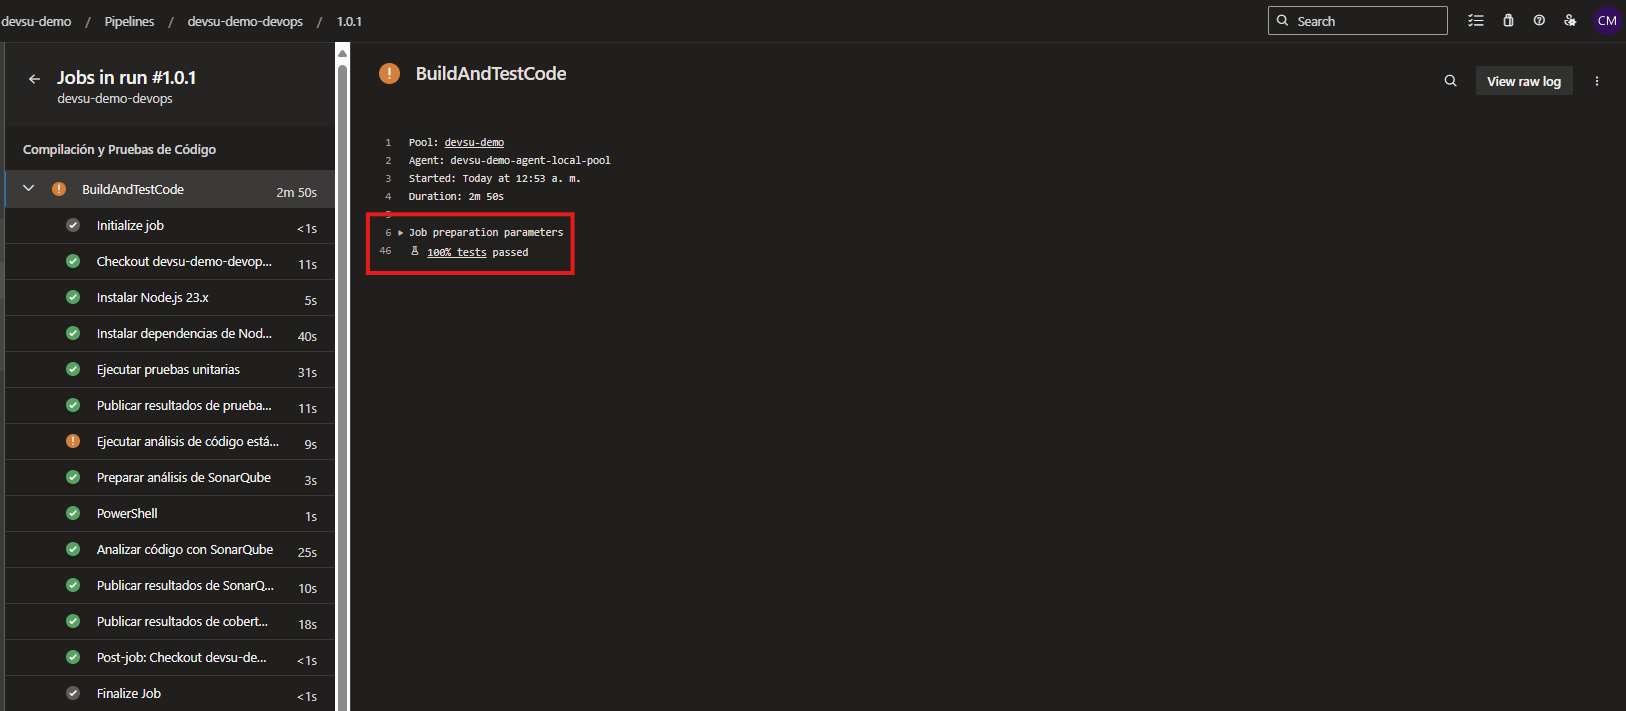 devsu-demo / Pipelines / devsu-demo-devops / 1.0.1
Search
CM
Jobs in run #1.0.1
devsu-demo-devops
Compilación y Pruebas de Código
BuildAndTestCode 2m 50s
Initialize job <1s
Checkout devsu-demo-devop... 11s
Instalar Node.js 23.x 5s
Instalar dependencias de Nod... 40s
Ejecutar pruebas unitarias 31s
Publicar resultados de prueba... 11s
Ejecutar análisis de código está... 9s
Preparar análisis de SonarQube 3s
PowerShell 1s
Analizar código con SonarQube 25s
Publicar resultados de SonarQ... 10s
Publicar resultados de cobert... 18s
Post-job: Checkout devsu-de... <1s
Finalize Job <1s
BuildAndTestCode
View raw log
1 Pool: devsu-demo
2 Agent: devsu-demo-agent-local-pool
3 Started: Today at 12:53 a. m.
4 Duration: 2m 50s
5
6 Job preparation parameters
46 100% tests passed